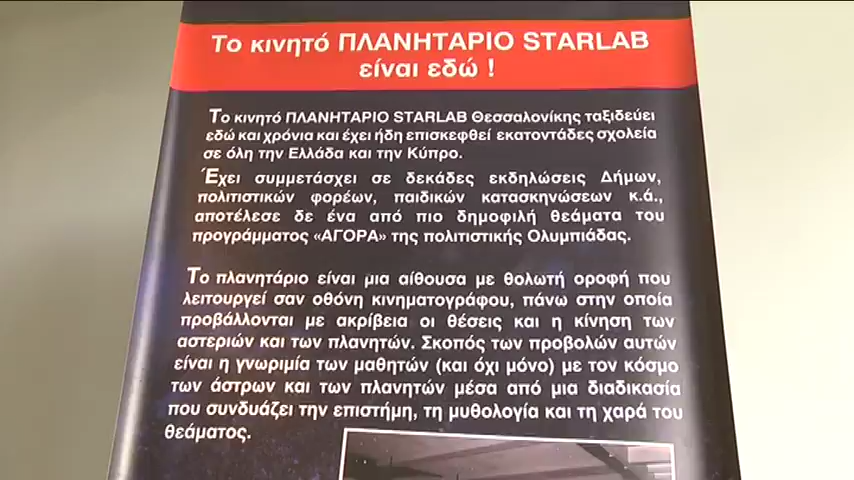 Το κινητό ΠΛΑΝΗΤΑΡΙΟ STARLAB
είναι εδώ !
Το κινητό ΠΛΑΝΗΤΑΡΙΟ STARLAB Θεσσαλονίκης ταξιδεύει
εδώ και χρόνια και έχει ήδη επισκεφθεί εκατοντάδες σχολεία
σε όλη την Ελλάδα και την Κύπρο.
Έχει συμμετάσχει σε δεκάδες εκδηλώσεις Δήμων,
πολιτιστικών φορέων, παιδικών κατασκηνώσεων κ.ά.,
αποτέλεσε δε ένα από πιο δημοφιλή θεάματα του
προγράμματος «ΑΓΟΡΑ» της πολιτιστικής Ολυμπιάδας.
Το πλανητάριο είναι μια αίθουσα με θολωτή οροφή που
λειτουργεί σαν οθόνη κινηματογράφου, πάνω στην οποία
προβάλλονται με ακρίβεια οι θέσεις και η κίνηση των
αστεριών και των πλανητών. Σκοπός των προβολών αυτών
είναι η γνωριμία των μαθητών (και όχι μόνο) με τον κόσμο
των άστρων και των πλανητών μέσα από μια διαδικασία
που συνδυάζει την επιστήμη, τη μυθολογία και τη χαρά του
θεάματος.